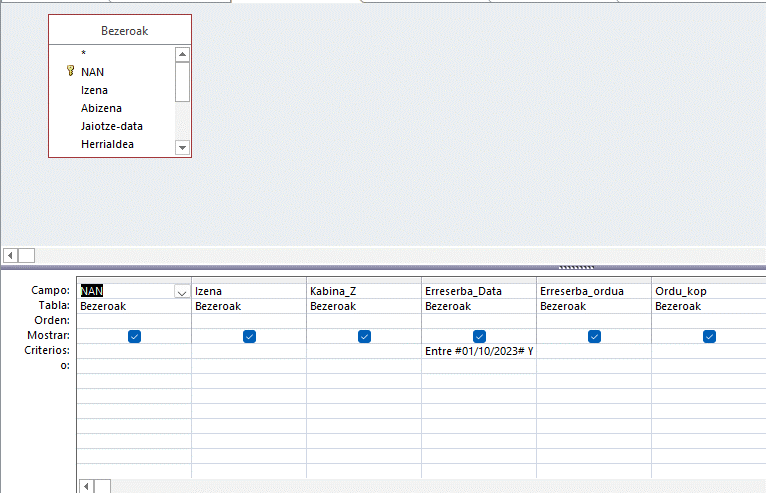 Bezeroak
*
NAN
Izena
Abizena
Jaiotze-data
Herrialdea
Campo: NAN Izena Kabina_Z Erreserba_Data Erreserba_ordua Ordu_kop
Tabla: Bezeroak Bezeroak Bezeroak Bezeroak Bezeroak Bezeroak
Orden:
Mostrar:
Criterios: Entre #01/10/2023# Y
o: